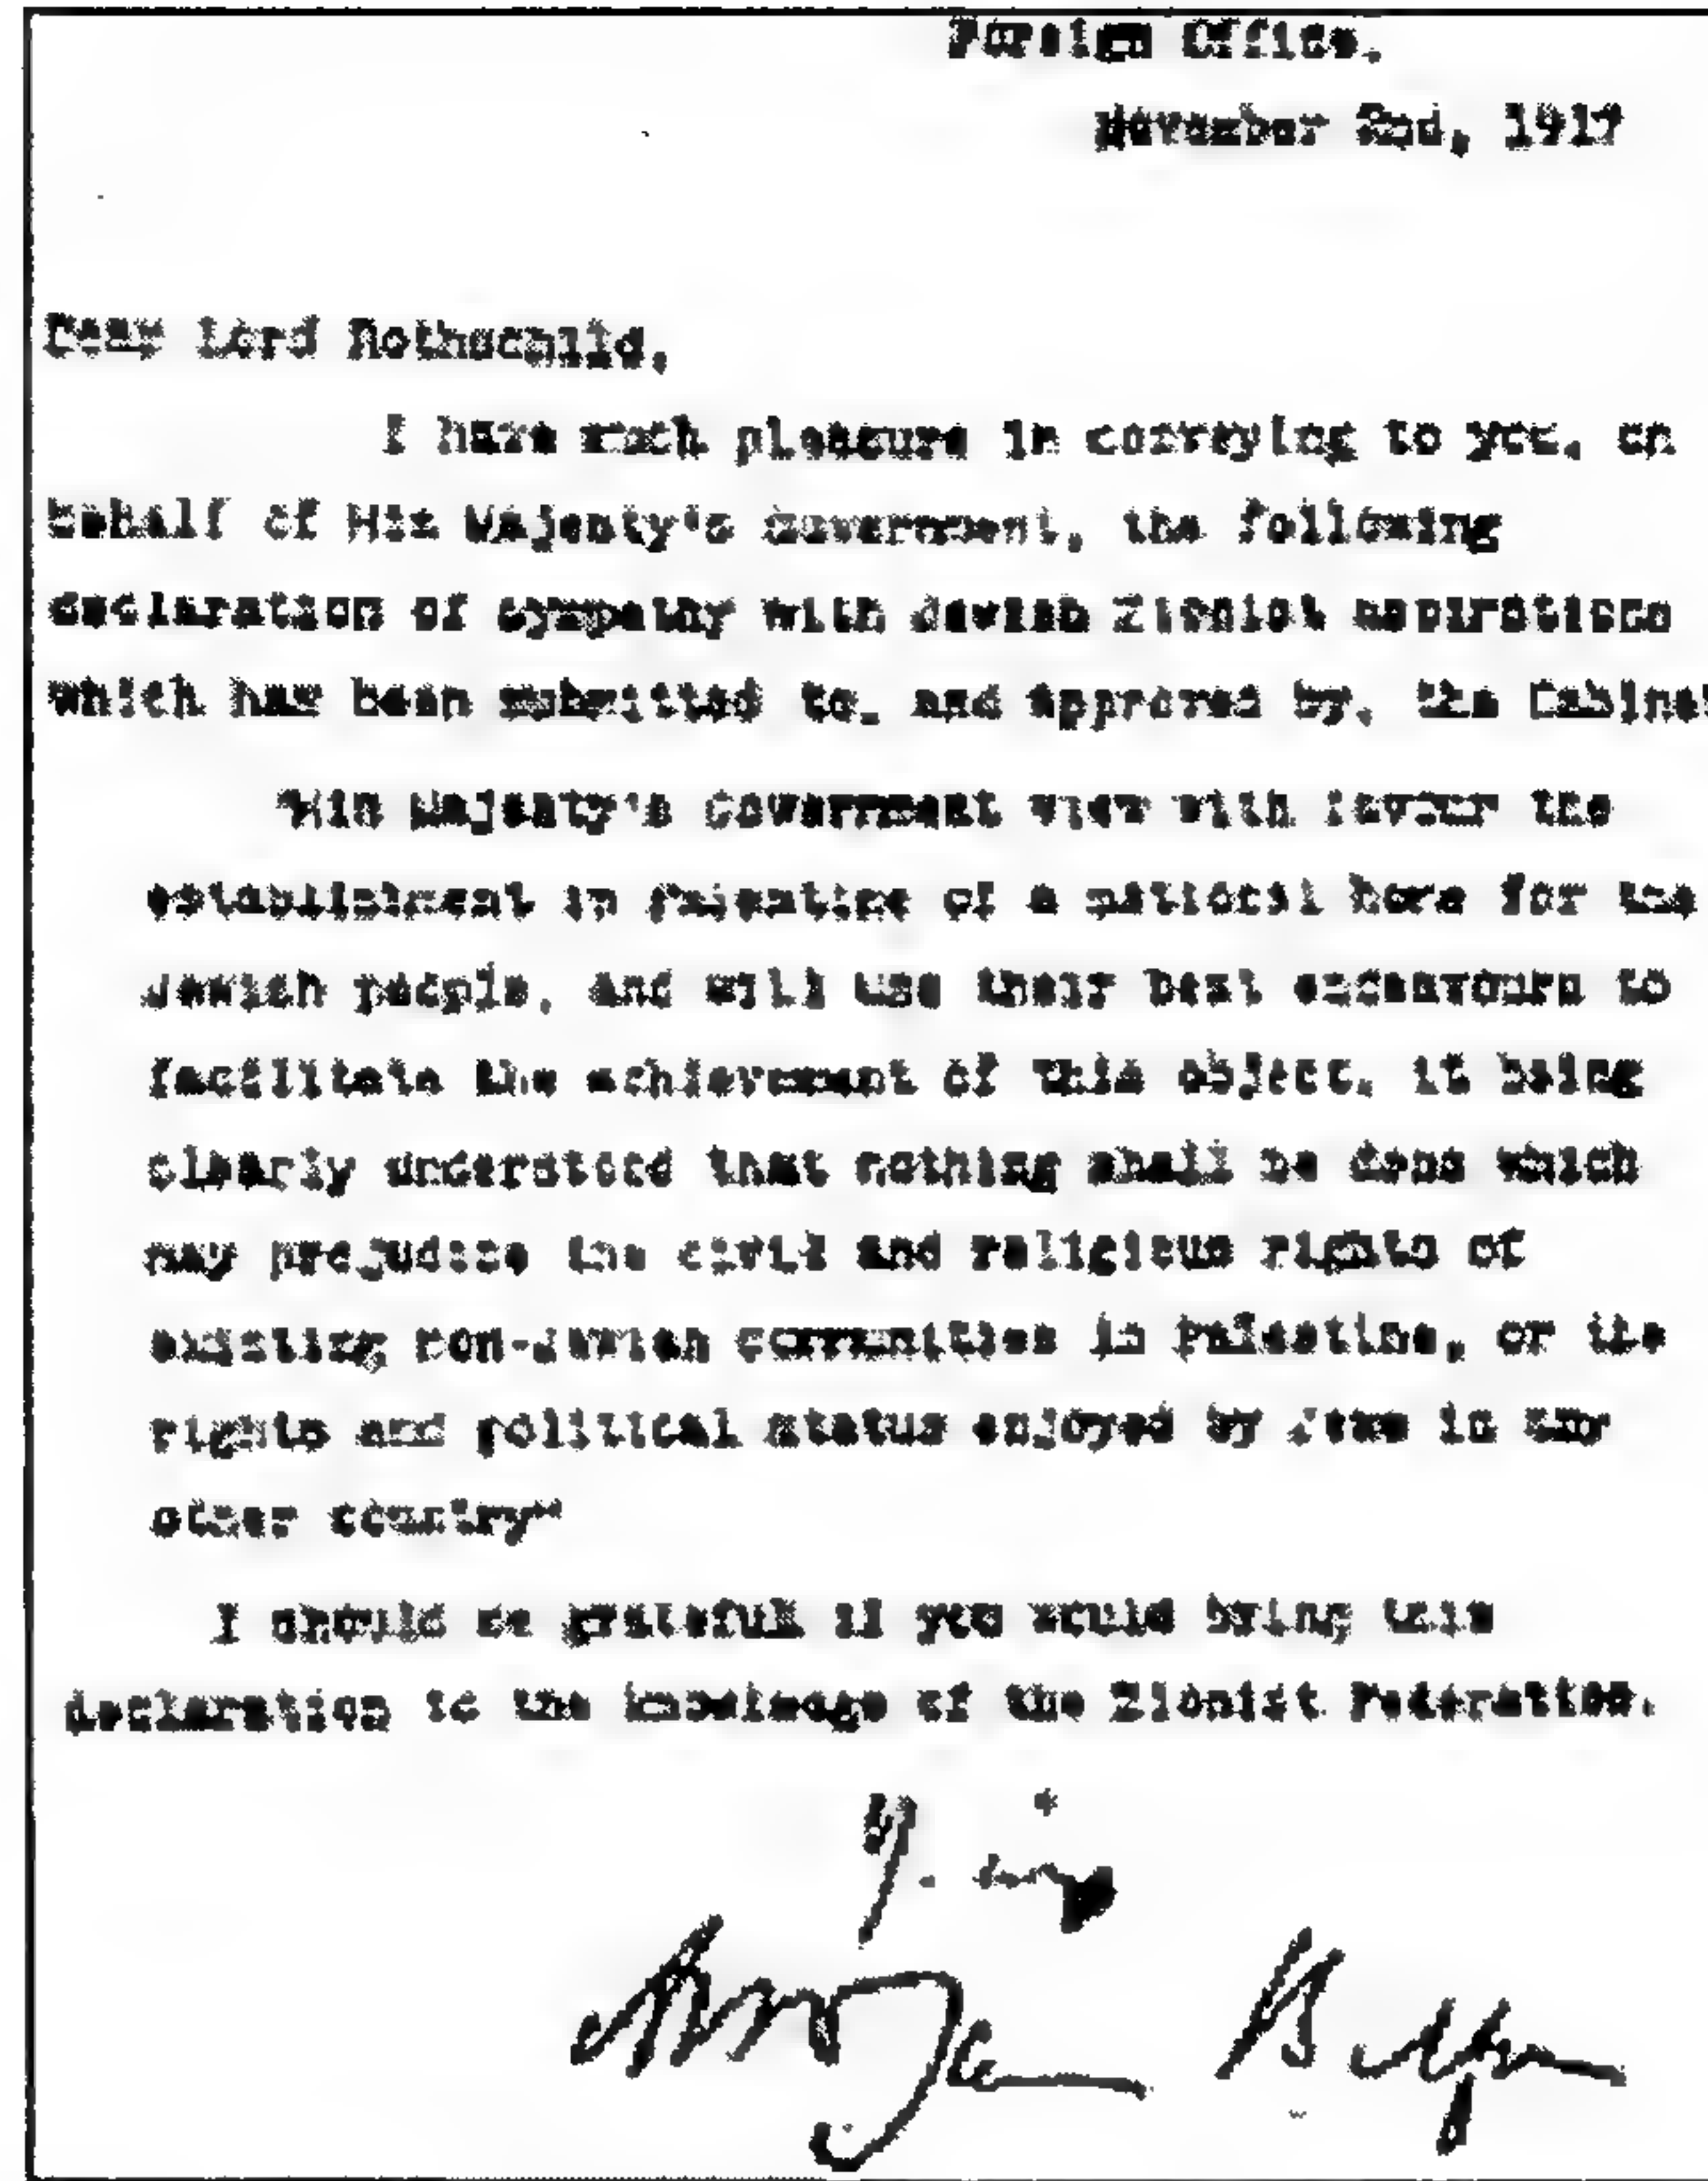 Foreign Office,
November 2nd, 1917
Dear Lord Rothschild,
I have much pleasure in conveying to you, on
behalf of His Majesty's Government, the following
declaration of sympathy with Jewish Zionist aspirations
which has been submitted to, and approved by, the Cabinet
"His Majesty's Government view with favour the
establishment in Palestine of a national home for the
Jewish people, and will use their best endeavours to
facilitate the achievement of this object, it being
clearly understood that nothing shall be done which
may prejudice the civil and religious rights of
existing non-Jewish communities in Palestine, or the
rights and political status enjoyed by Jews in any
other country"
I should be grateful if you would bring this
declaration to the knowledge of the Zionist Federation.
Arthur James Balfour